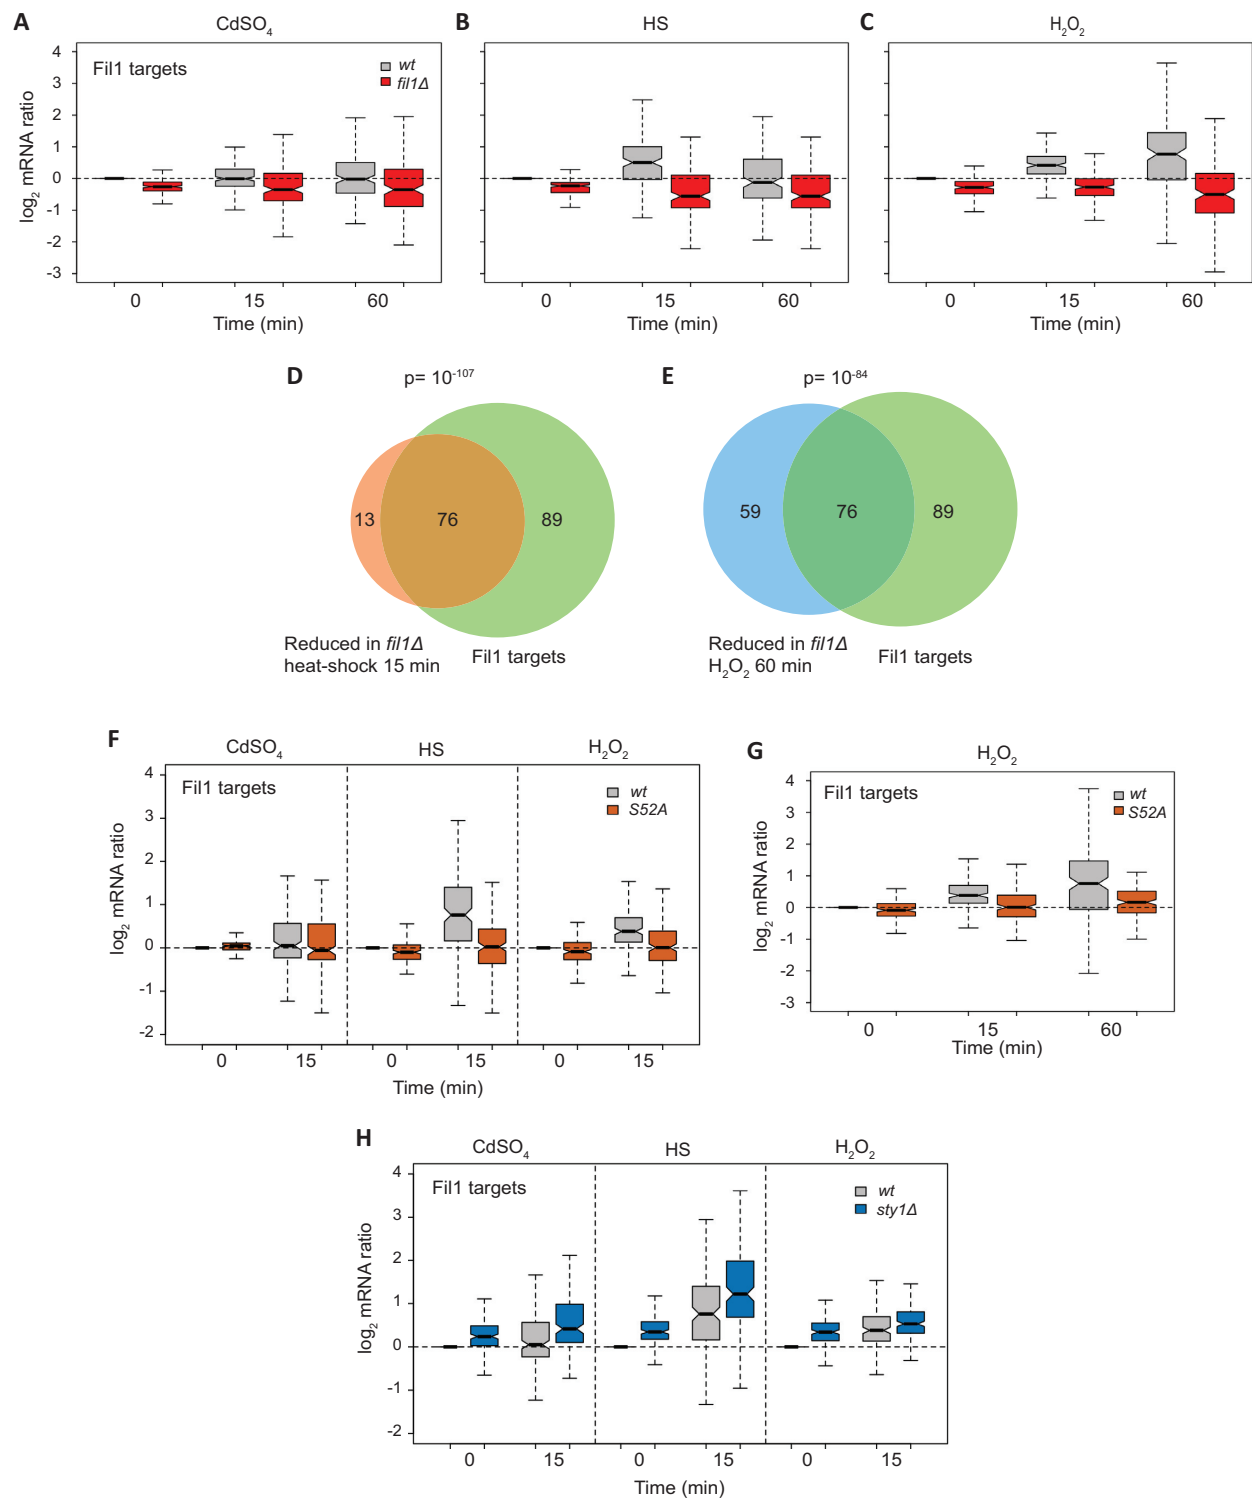 A
CdSO4
4
3
2
1
0
-1
-2
-3
log2 mRNA ratio
Fil1 targets
wt
fil1Δ
0 15 60
Time (min)
B
HS
0 15 60
Time (min)
C
H2O2
0 15 60
Time (min)
D
p= 10-107
13 76 89
Reduced in fil1Δ
heat-shock 15 min
Fil1 targets
E
p= 10-84
59 76 89
Reduced in fil1Δ
H2O2 60 min
Fil1 targets
F
CdSO4 HS H2O2
4
3
2
1
0
-1
-2
log2 mRNA ratio
Fil1 targets
wt
S52A
0 15 0 15 0 15
Time (min)
G
H2O2
4
3
2
1
0
-1
-2
-3
log2 mRNA ratio
Fil1 targets
wt
S52A
0 15 60
Time (min)
H
CdSO4 HS H2O2
4
3
2
1
0
-1
-2
log2 mRNA ratio
Fil1 targets
wt
sty1Δ
0 15 0 15 0 15
Time (min)